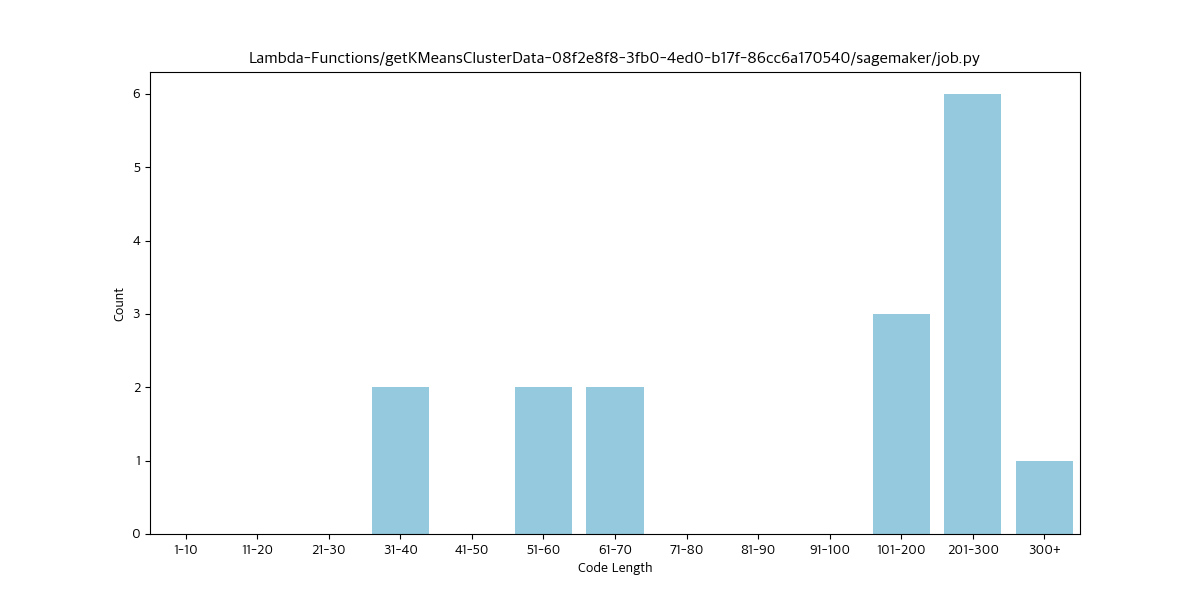 Lambda-Functions/getKMeansClusterData-08f2e8f8-3fb0-4ed0-b17f-86cc6a170540/sagemaker/job.py
6
5
4
3
2
1
0
Count
1-10 11-20 21-30 31-40 41-50 51-60 61-70 71-80 81-90 91-100 101-200 201-300 300+
Code Length